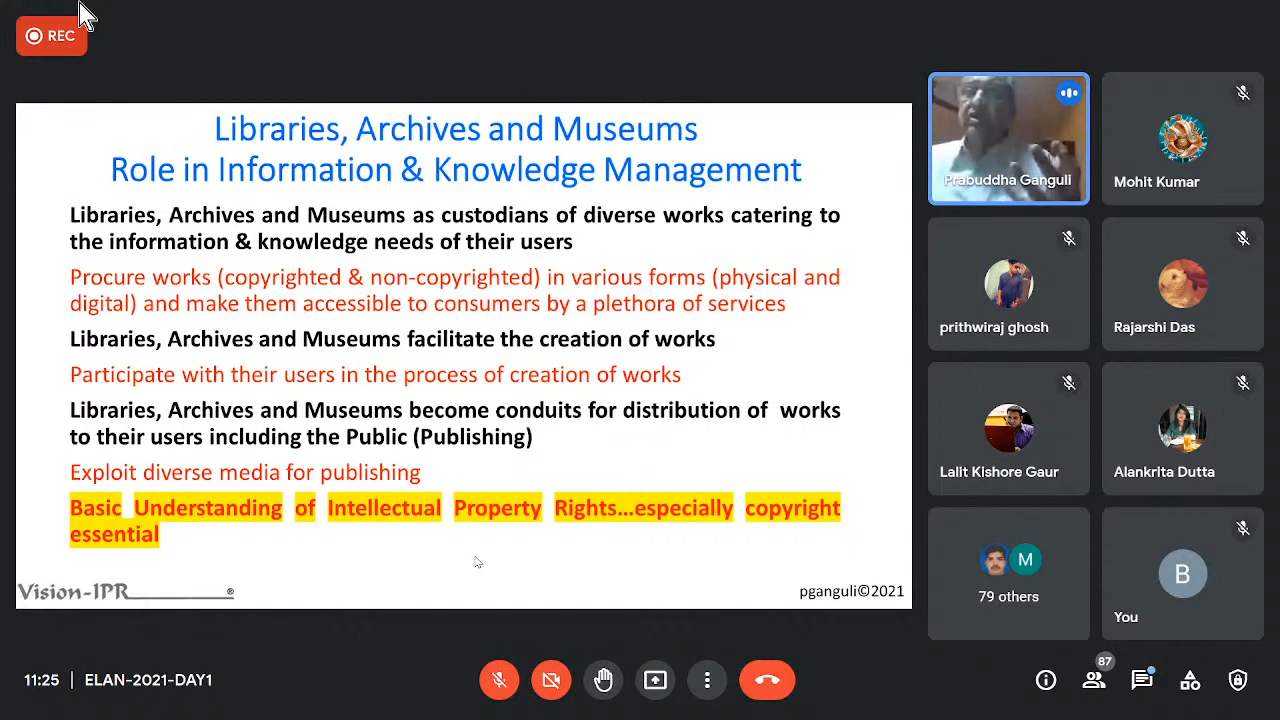 REC
Libraries, Archives and Museums
Role in Information & Knowledge Management
Libraries, Archives and Museums as custodians of diverse works catering to
the information & knowledge needs of their users
Procure works (copyrighted & non-copyrighted) in various forms (physical and
digital) and make them accessible to consumers by a plethora of services
Libraries, Archives and Museums facilitate the creation of works
Participate with their users in the process of creation of works
Libraries, Archives and Museums become conduits for distribution of works
to their users including the Public (Publishing)
Exploit diverse media for publishing
Basic Understanding of Intellectual Property Rights...especially copyright
essential
Vision-IPR ®
pganguli©2021
Prabuddha Ganguli
Mohit Kumar
prithwiraj ghosh
Rajarshi Das
Lalit Kishore Gaur
Alankrita Dutta
M
79 others
B
You
11:25 | ELAN-2021-DAY1
87